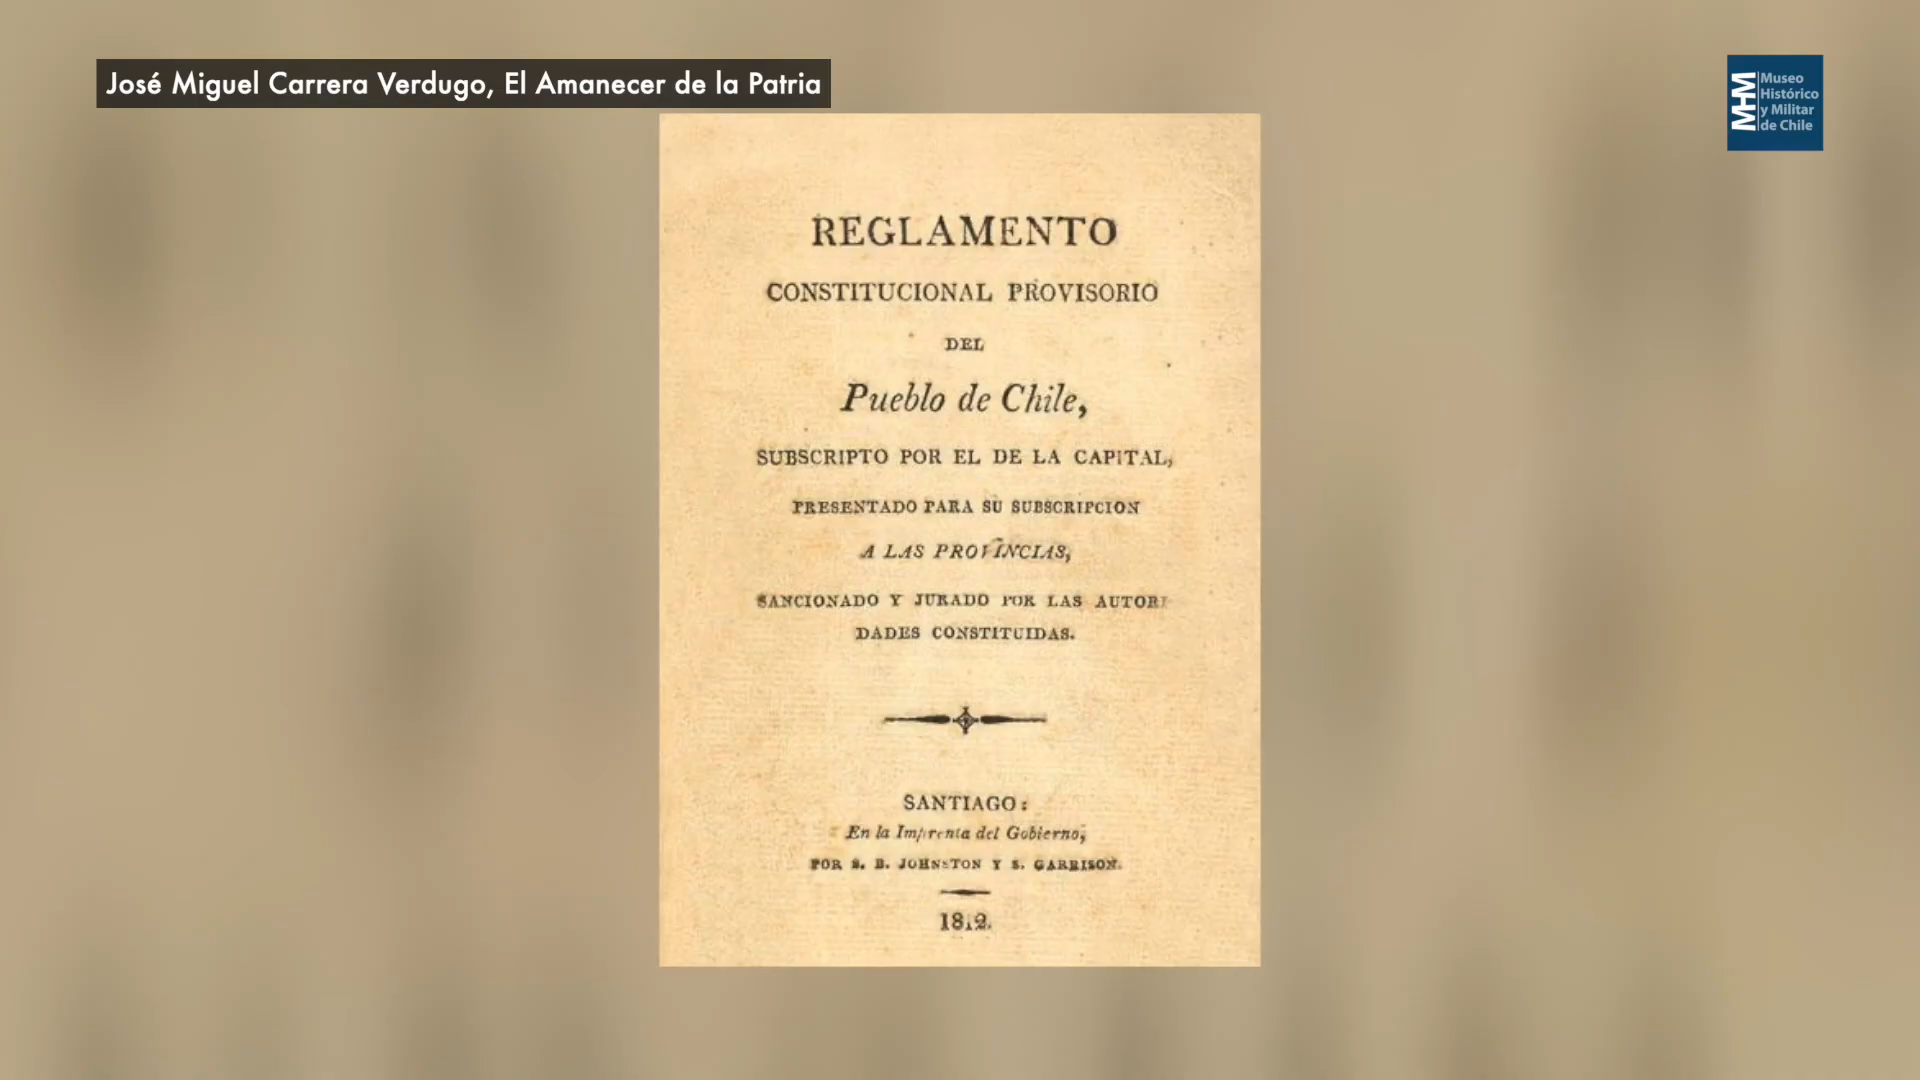 José Miguel Carrera Verdugo, El Amanecer de la Patria
MHM
Museo
Histórico
y Militar
de Chile
REGLAMENTO
CONSTITUCIONAL PROVISORIO
DEL
Pueblo de Chile,
SUBSCRIPTO POR EL DE LA CAPITAL,
PRESENTADO PARA SU SUBSCRIPCION
A LAS PROVINCIAS,
SANCIONADO Y JURADO POR LAS AUTORI
DADES CONSTITUIDAS.
SANTIAGO:
En la Imprenta del Gobierno,
POR S. B. JOHNSTON Y S. GARRISON.
1812.